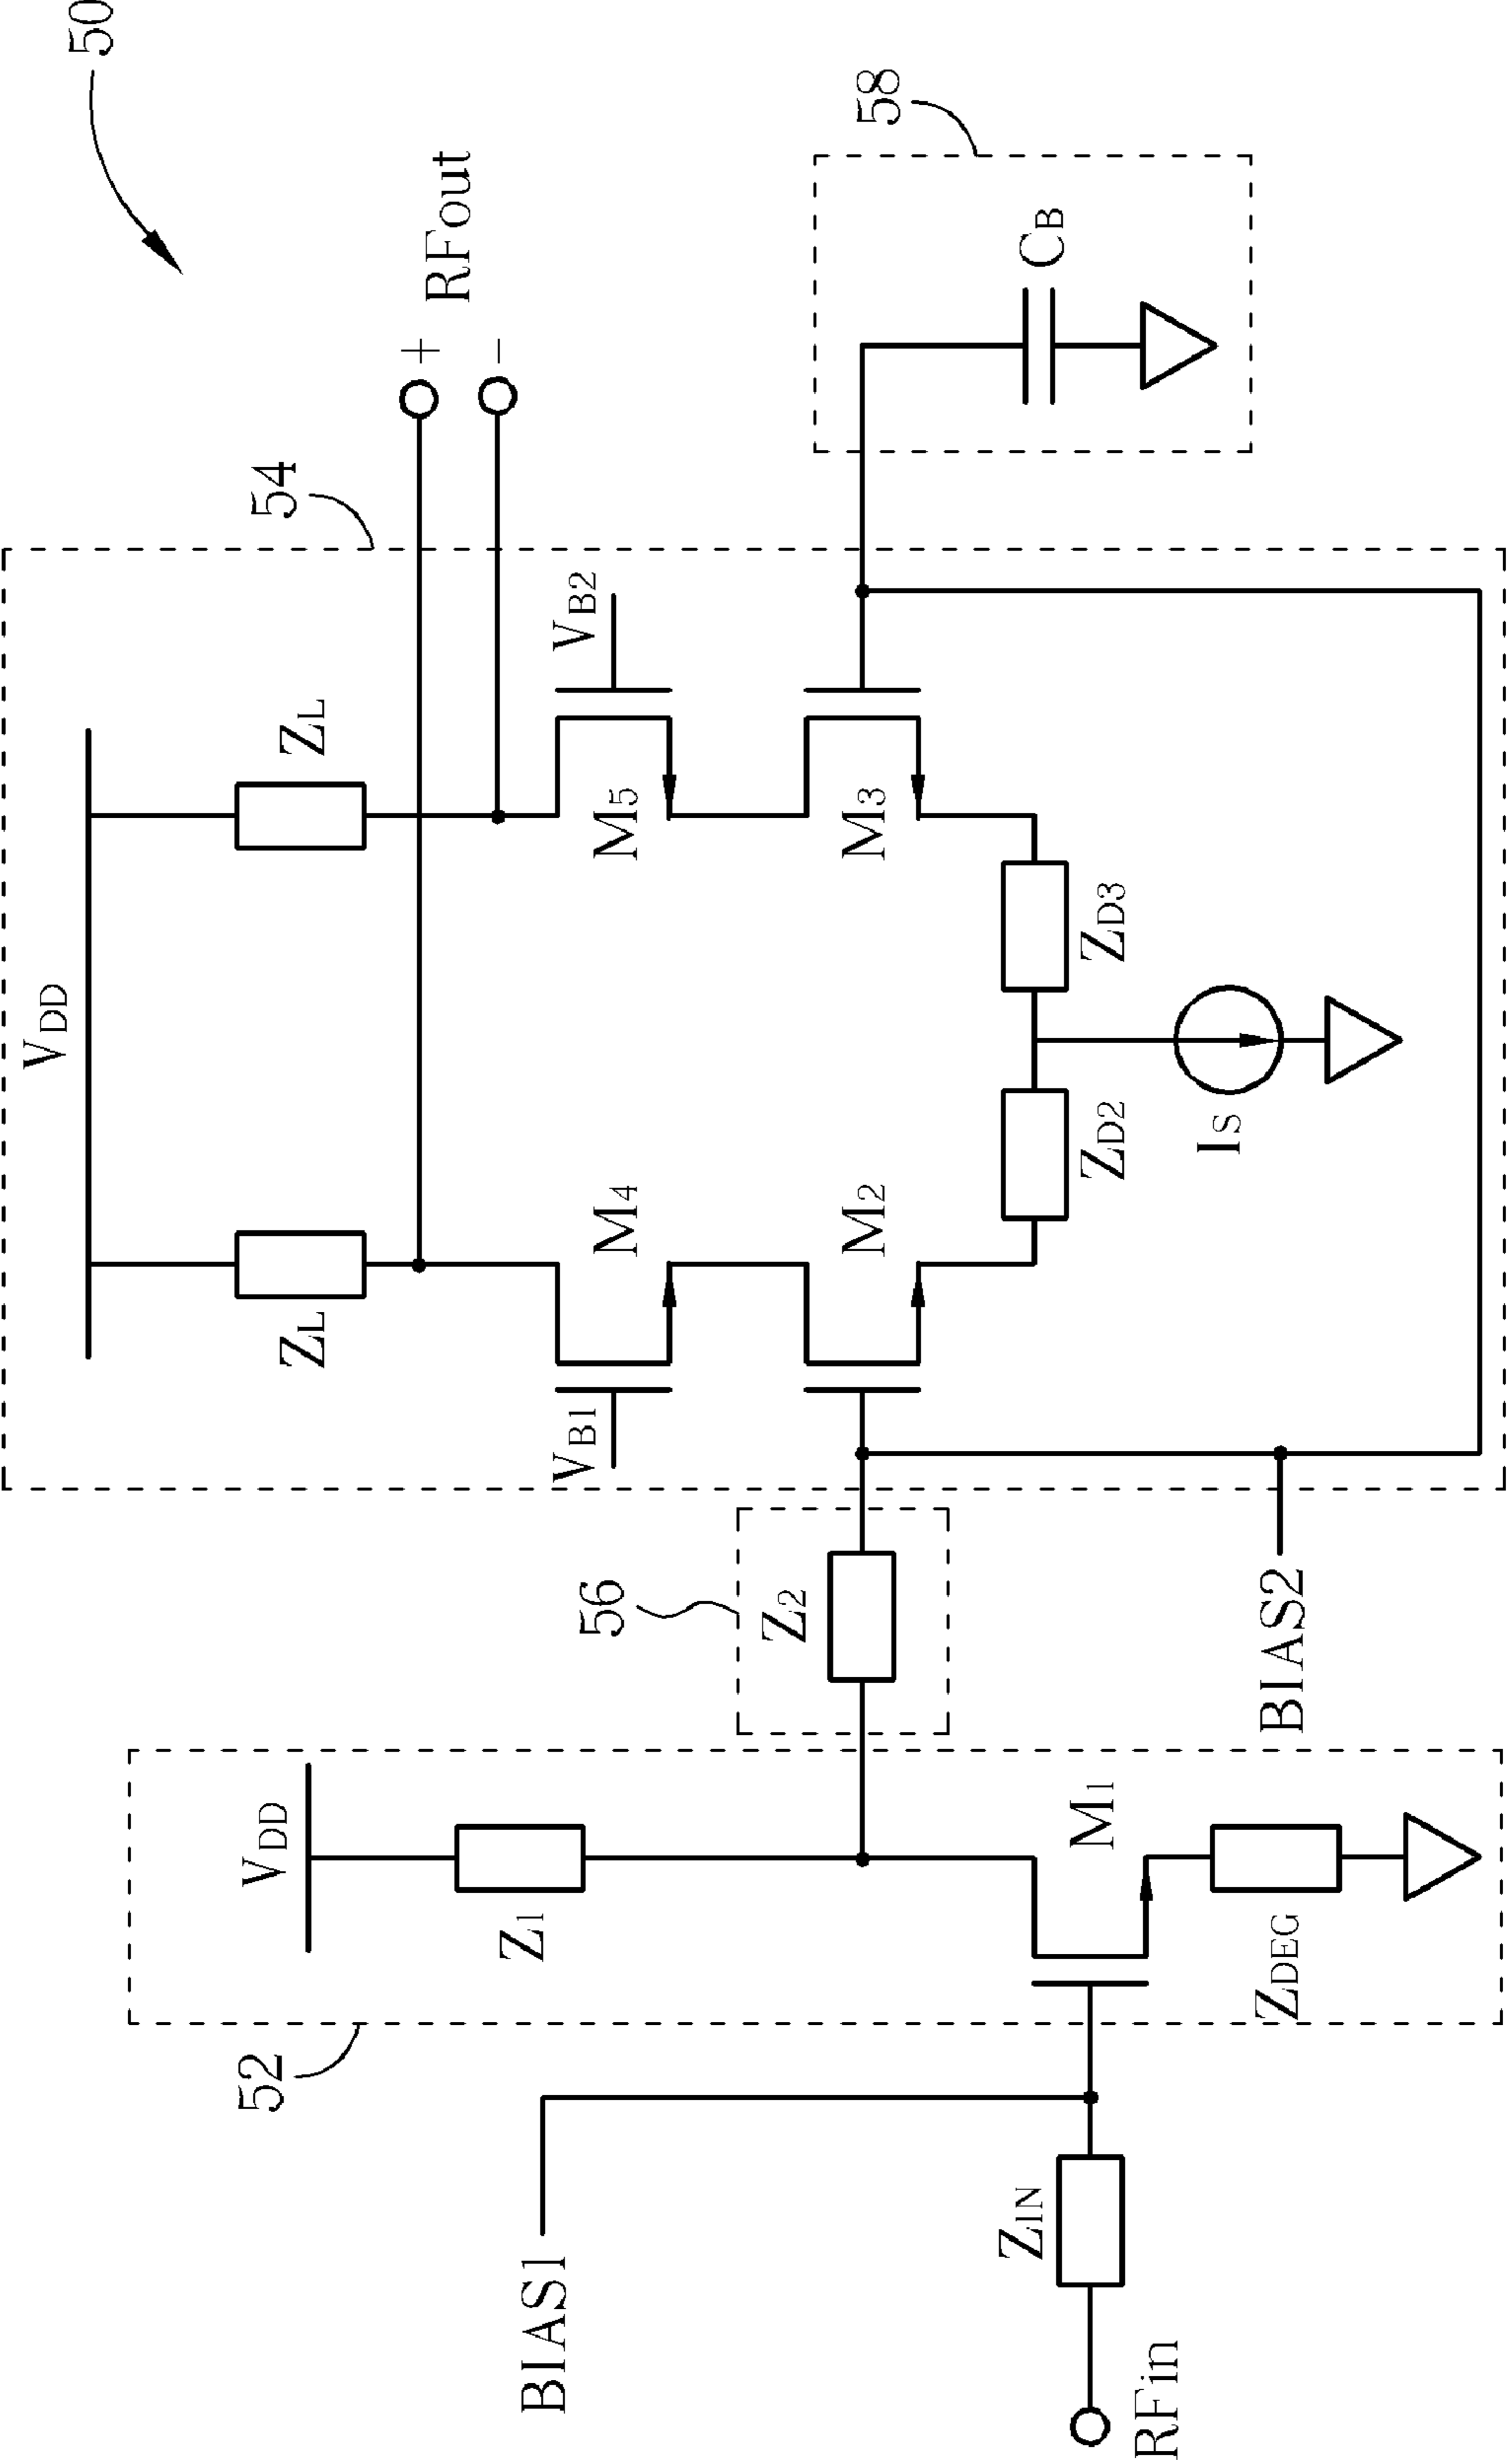 50
54
58
RFout
+
-
VDD
ZL
ZL
VB1
M4
M5
VB2
M2
M3
ZD2
ZD3
IS
CB
52
VDD
Z1
56
Z2
M1
ZDEG
BIAS1
BIAS2
ZIN
RFin